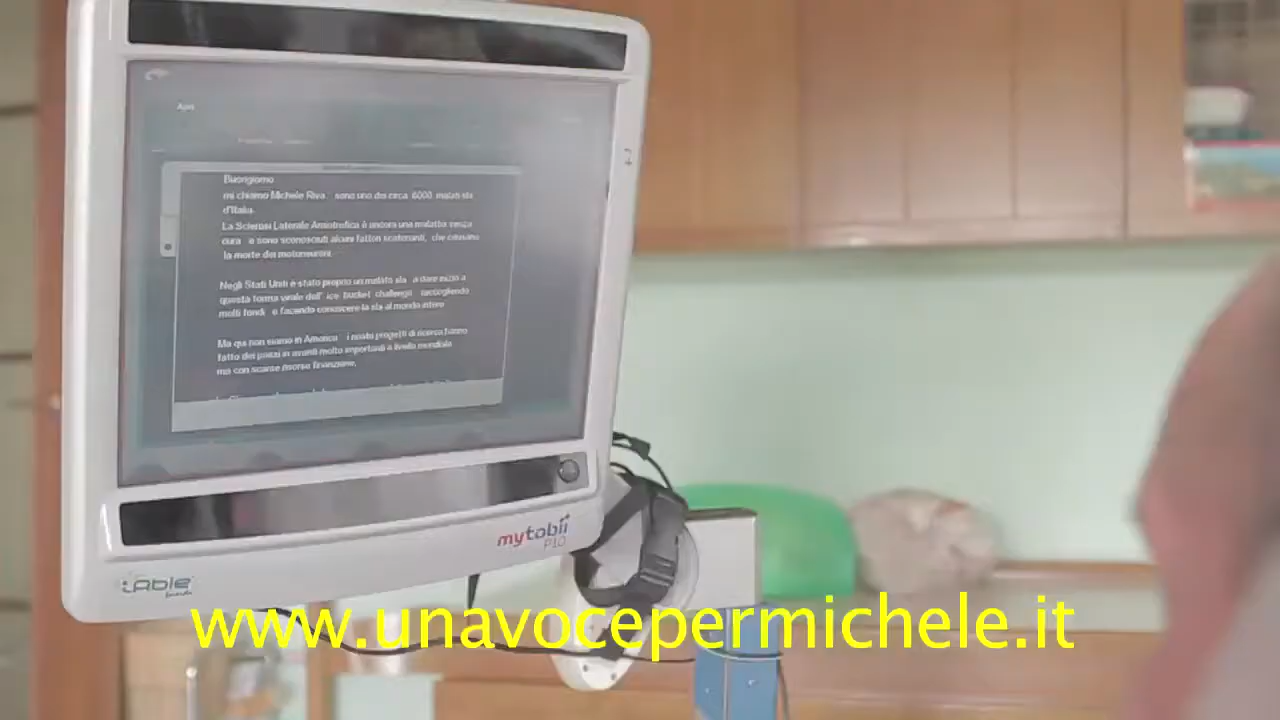 Apri
Buongiorno
mi chiamo Michele Riva sono uno dei circa 6000 malati sla
d'Italia.
La Sclerosi Laterale Amiotrofica è ancora una malattia senza
cura e sono sconosciuti alcuni fattori scatenanti, che causano
la morte dei motoneuroni.
Negli Stati Uniti è stato proprio un malato sla a dare inizio a
questa forma virale dell' ice bucket challenge raccogliendo
molti fondi e facendo conoscere la sla al mondo intero
Ma qui non siamo in America i nostri progetti di ricerca hanno
fatto dei passi in avanti molto importanti a livello mondiale
ma con scarse risorse finanziarie,
mytobii
P10
tAble
www.unavocepermichele.it